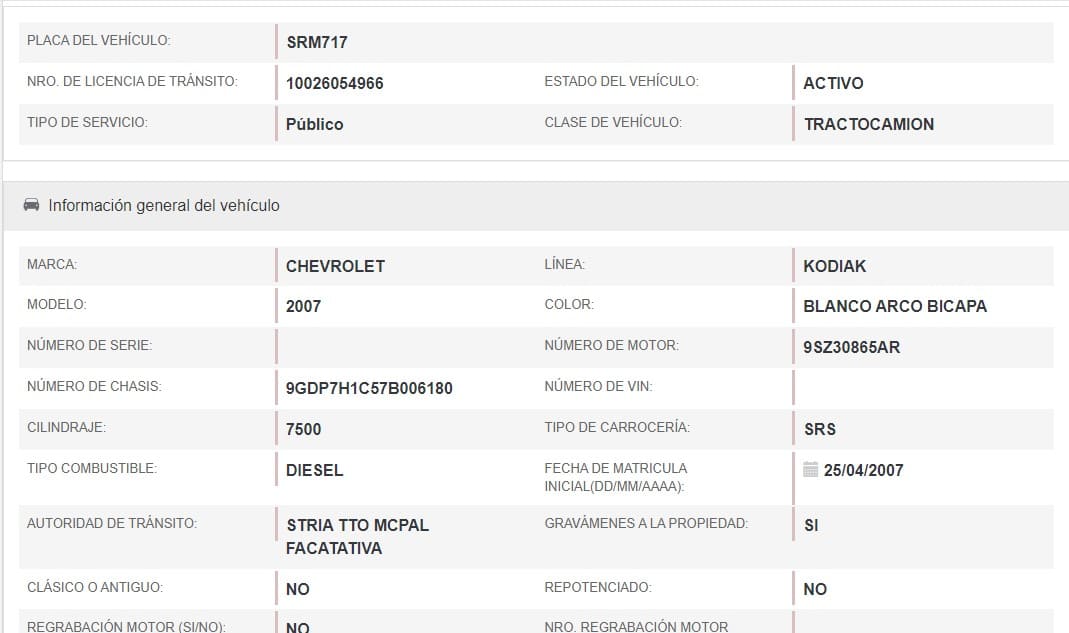 PLACA DEL VEHÍCULO: SRM717
NRO. DE LICENCIA DE TRÁNSITO: 10026054966 ESTADO DEL VEHÍCULO: ACTIVO
TIPO DE SERVICIO: Público CLASE DE VEHÍCULO: TRACTOCAMION
Información general del vehículo
MARCA: CHEVROLET LÍNEA: KODIAK
MODELO: 2007 COLOR: BLANCO ARCO BICAPA
NÚMERO DE SERIE: NÚMERO DE MOTOR: 9SZ30865AR
NÚMERO DE CHASIS: 9GDP7H1C57B006180 NÚMERO DE VIN:
CILINDRAJE: 7500 TIPO DE CARROCERÍA: SRS
TIPO COMBUSTIBLE: DIESEL FECHA DE MATRICULA
INICIAL(DD/MM/AAAA): 25/04/2007
AUTORIDAD DE TRÁNSITO: STRIA TTO MCPAL
FACATATIVA GRAVÁMENES A LA PROPIEDAD: SI
CLÁSICO O ANTIGUO: NO REPOTENCIADO: NO
REGRABACIÓN MOTOR (SI/NO): NO NRO. REGRABACIÓN MOTOR